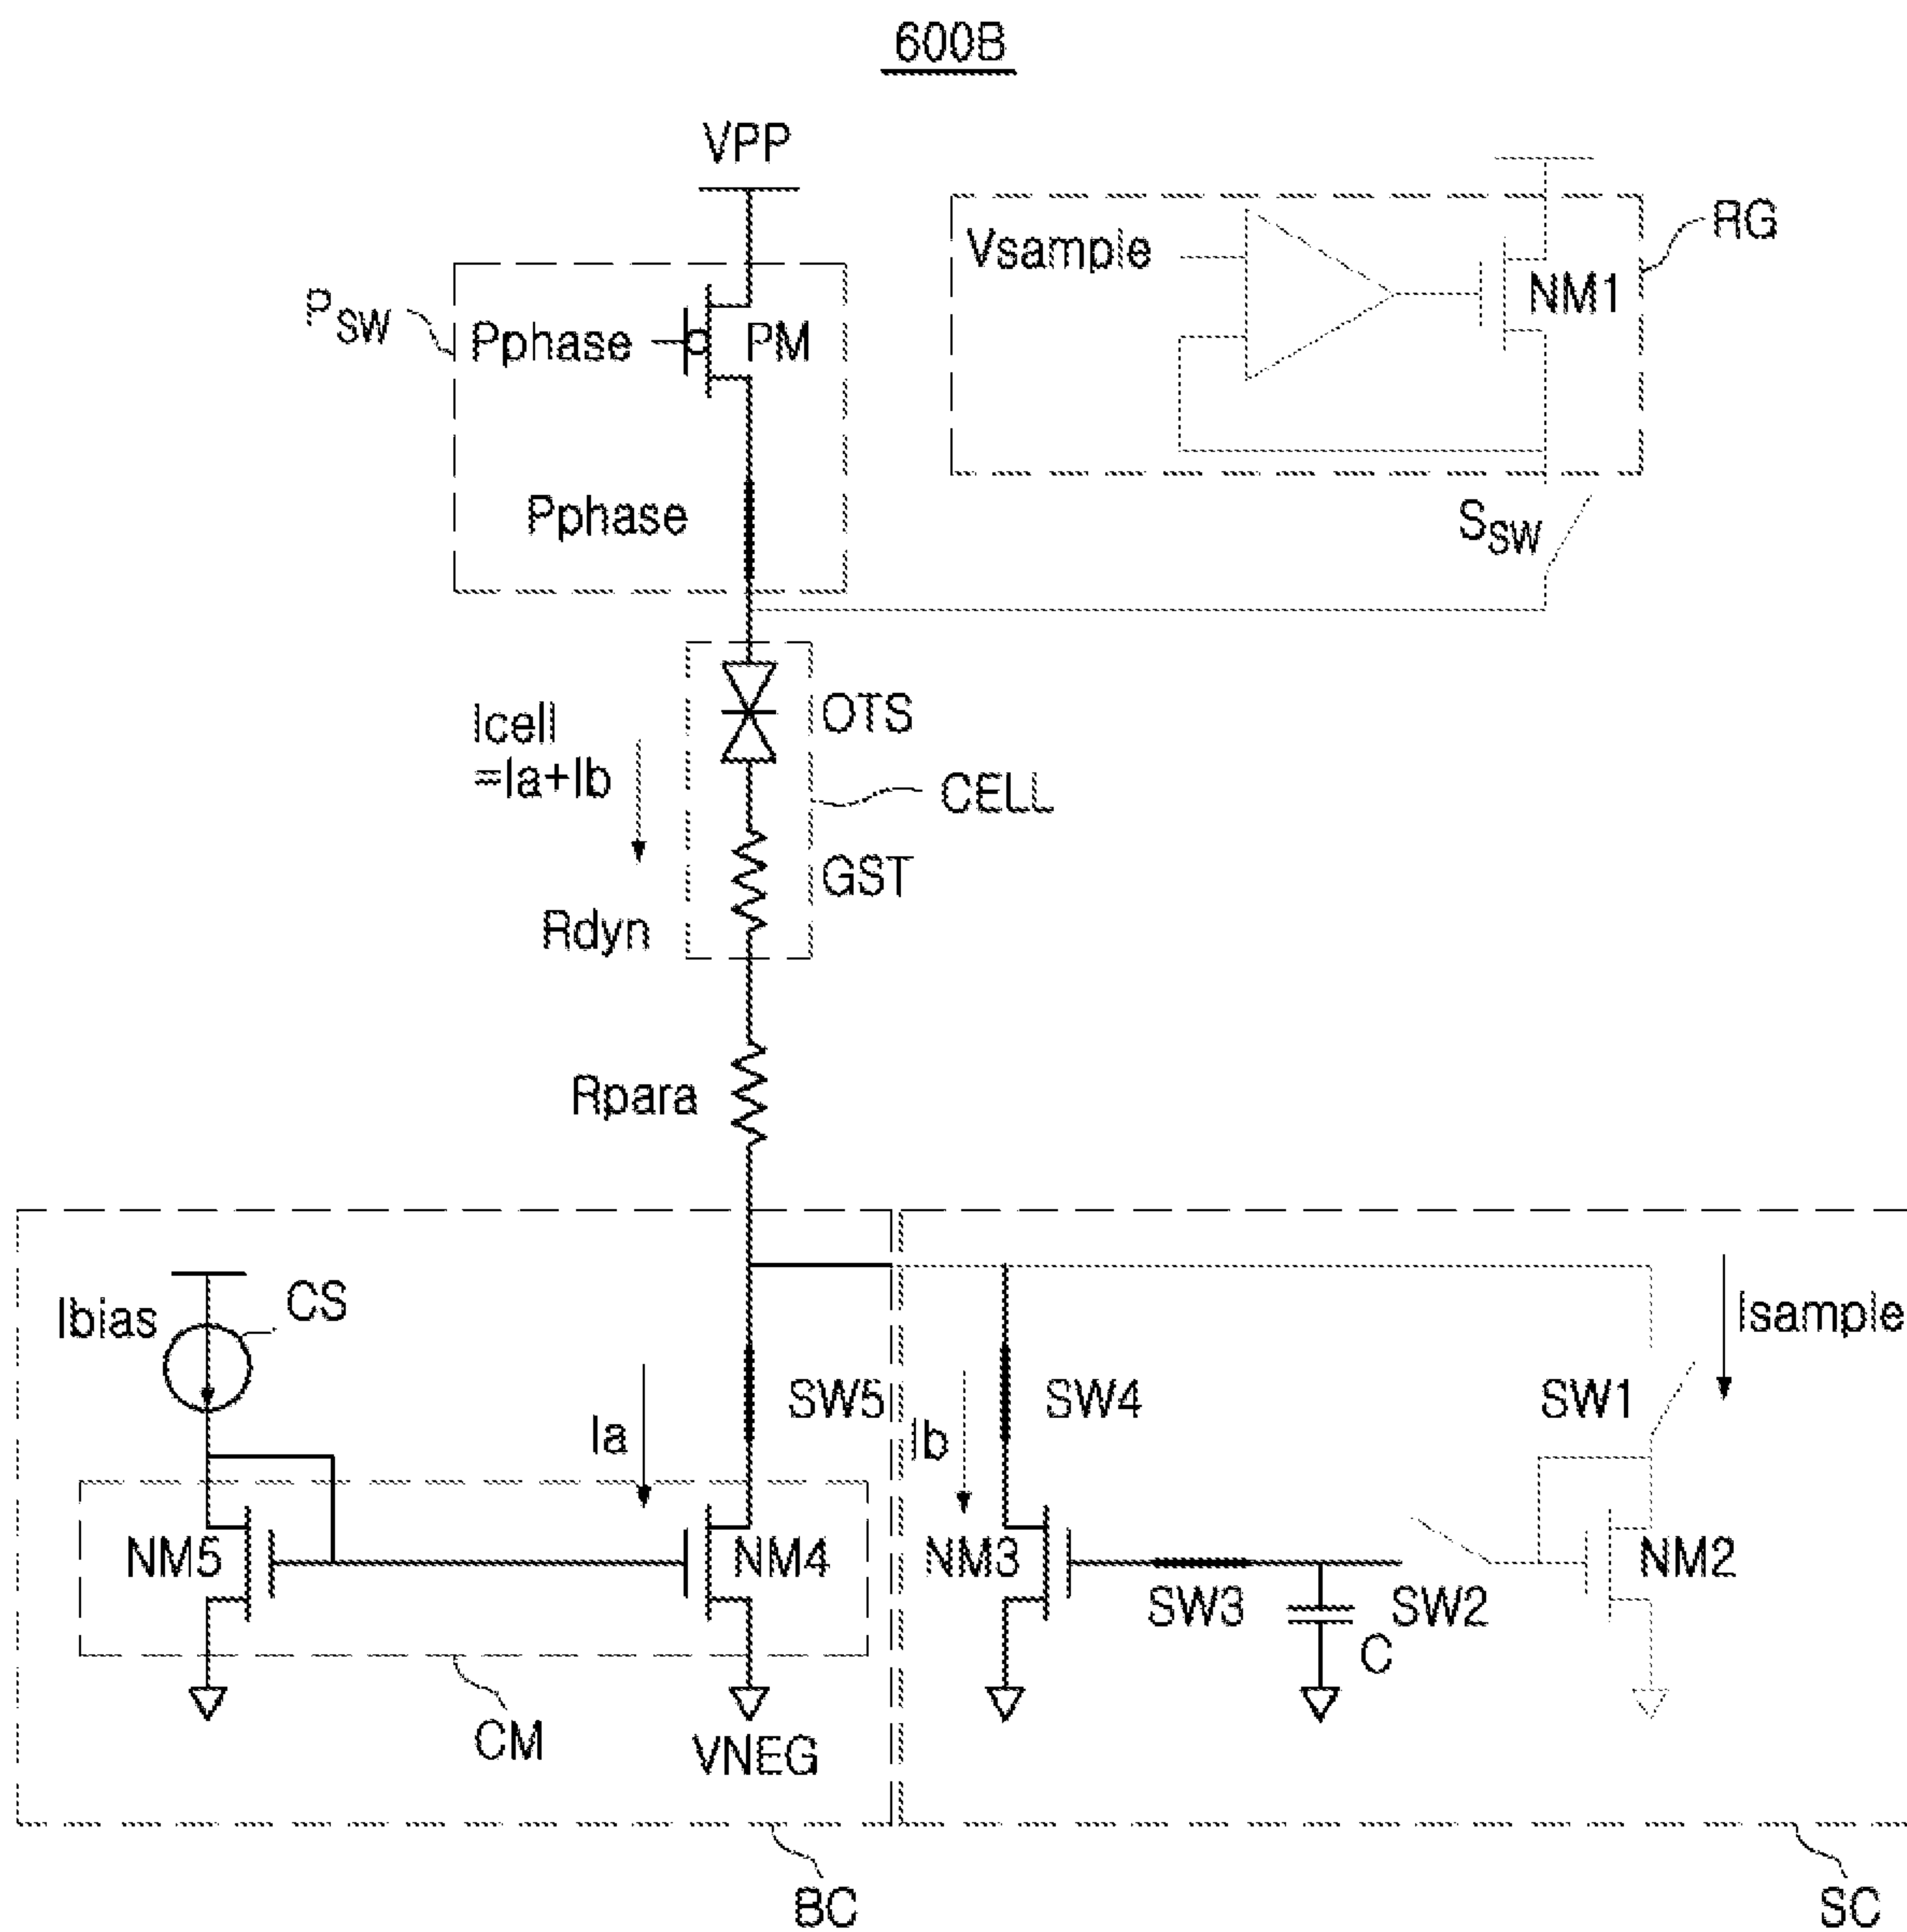 600B
VPP
Vsample
RG
NM1
PSW
Pphase
PM
Pphase
SSW
Icell
=Ia+Ib
OTS
CELL
GST
Rdyn
Rpara
Ibias
CS
Isample
Ia
SW5
Ib
SW4
SW1
NM5
NM4
NM3
SW3
SW2
NM2
C
CM
VNEG
BC
SC